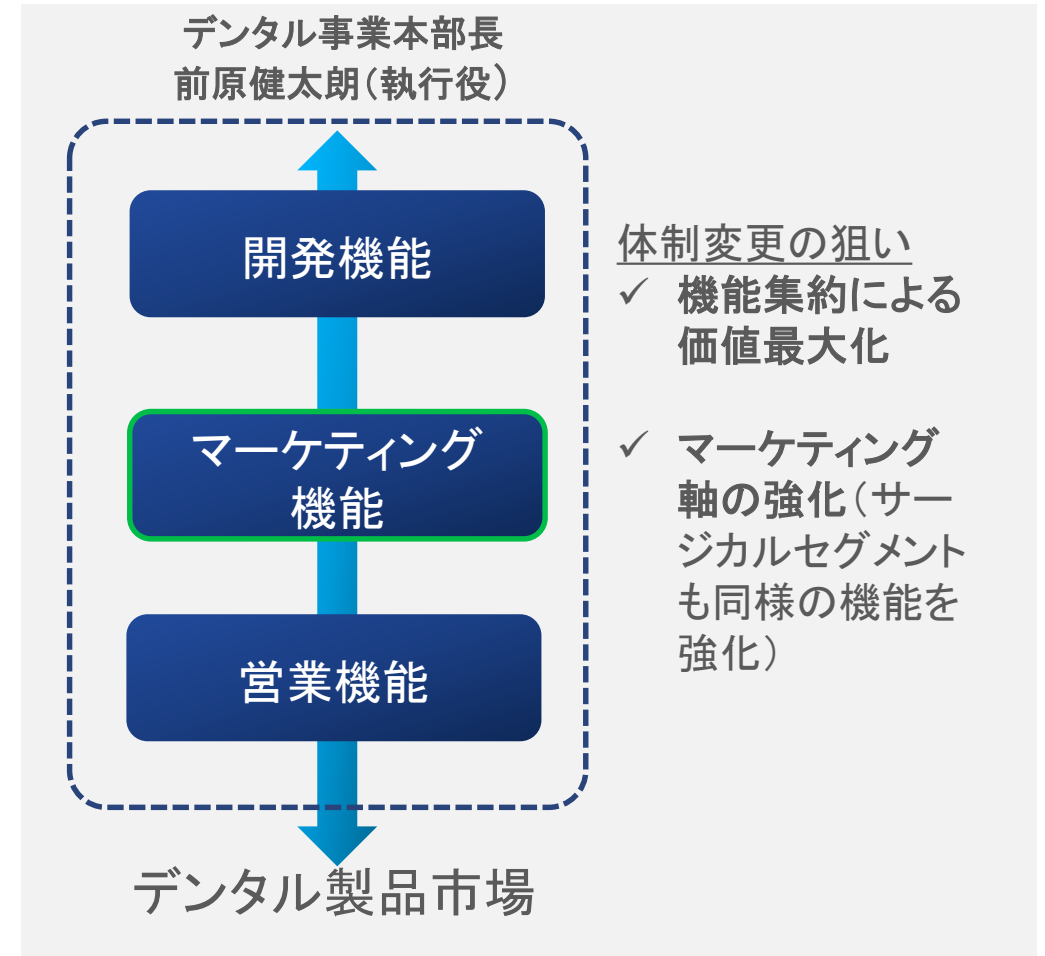 デンタル事業本部長
前原健太朗（執行役）
開発機能
マーケティング
機能
営業機能
デンタル製品市場
体制変更の狙い
✓ 機能集約による
価値最大化
✓ マーケティング
軸の強化（サー
ジカルセグメント
も同様の機能を
強化）